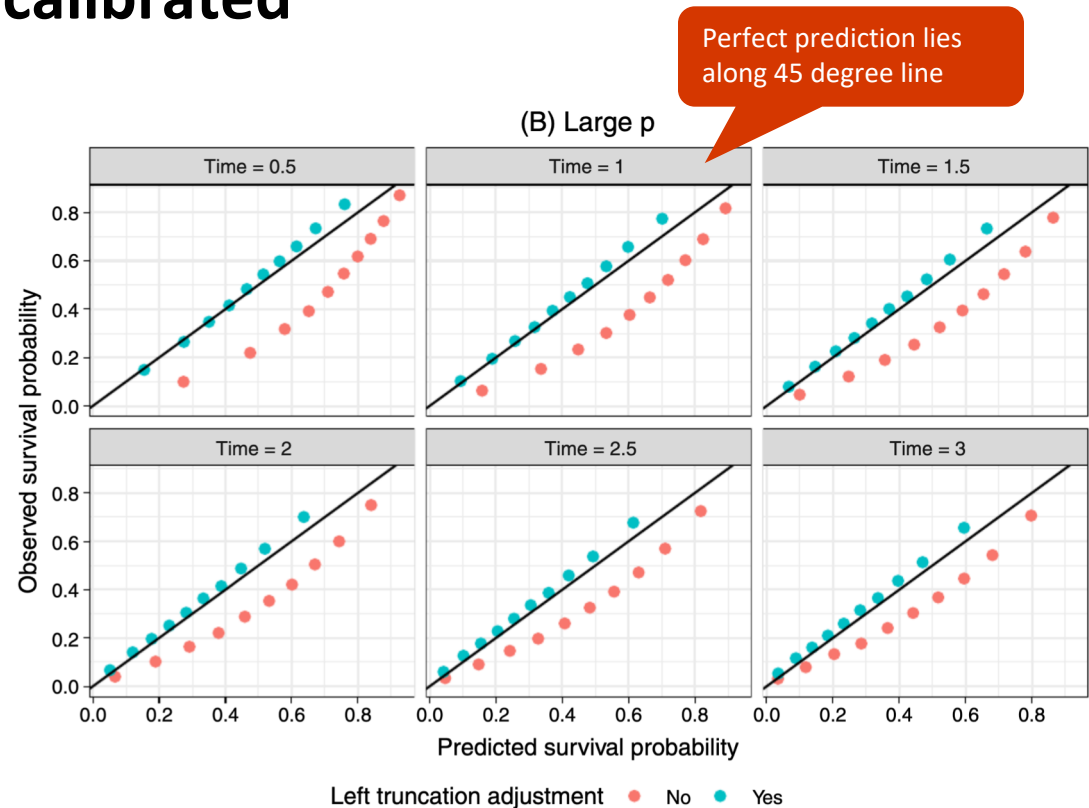 calibrated
Perfect prediction lies
along 45 degree line
(B) Large p
Time = 0.5
Time = 1
Time = 1.5
0.8
0.6
0.4
0.2
0.0
Time = 2
Time = 2.5
Time = 3
0.8
0.6
0.4
0.2
0.0
0.0 0.2 0.4 0.6 0.8
0.0 0.2 0.4 0.6 0.8
0.0 0.2 0.4 0.6 0.8
Observed survival probability
Predicted survival probability
Left truncation adjustment No Yes